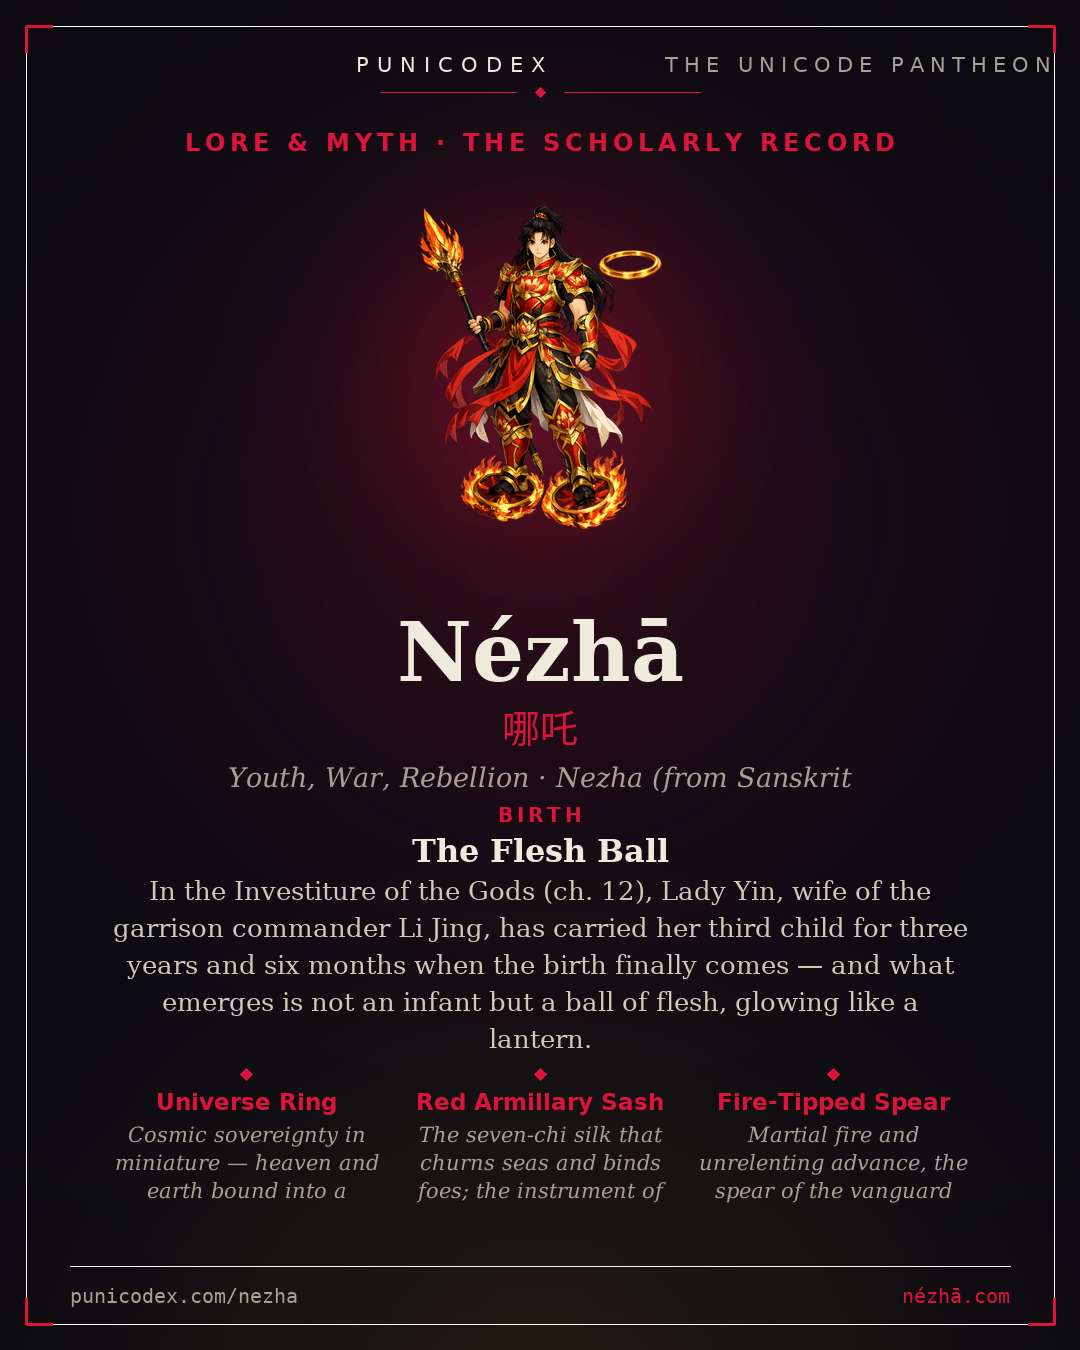 PUNICODEX
THE UNICODE PANTHEON
LORE & MYTH · THE SCHOLARLY RECORD
Nézhā
哪吒
Youth, War, Rebellion · Nezha (from Sanskrit
BIRTH
The Flesh Ball
In the Investiture of the Gods (ch. 12), Lady Yin, wife of the
garrison commander Li Jing, has carried her third child for three
years and six months when the birth finally comes — and what
emerges is not an infant but a ball of flesh, glowing like a
lantern.
Universe Ring
Cosmic sovereignty in
miniature — heaven and
earth bound into a
Red Armillary Sash
The seven-chi silk that
churns seas and binds
foes; the instrument of
Fire-Tipped Spear
Martial fire and
unrelenting advance, the
spear of the vanguard
punicodex.com/nezha
nézhā.com